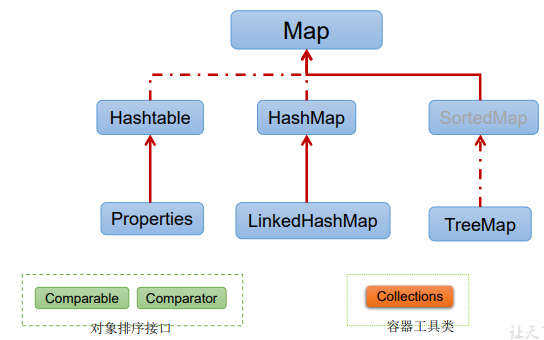 Map
Hashtable
HashMap
SortedMap
Properties
LinkedHashMap
TreeMap
Comparable
Comparator
Collections
对象排序接口
容器工具类
让天